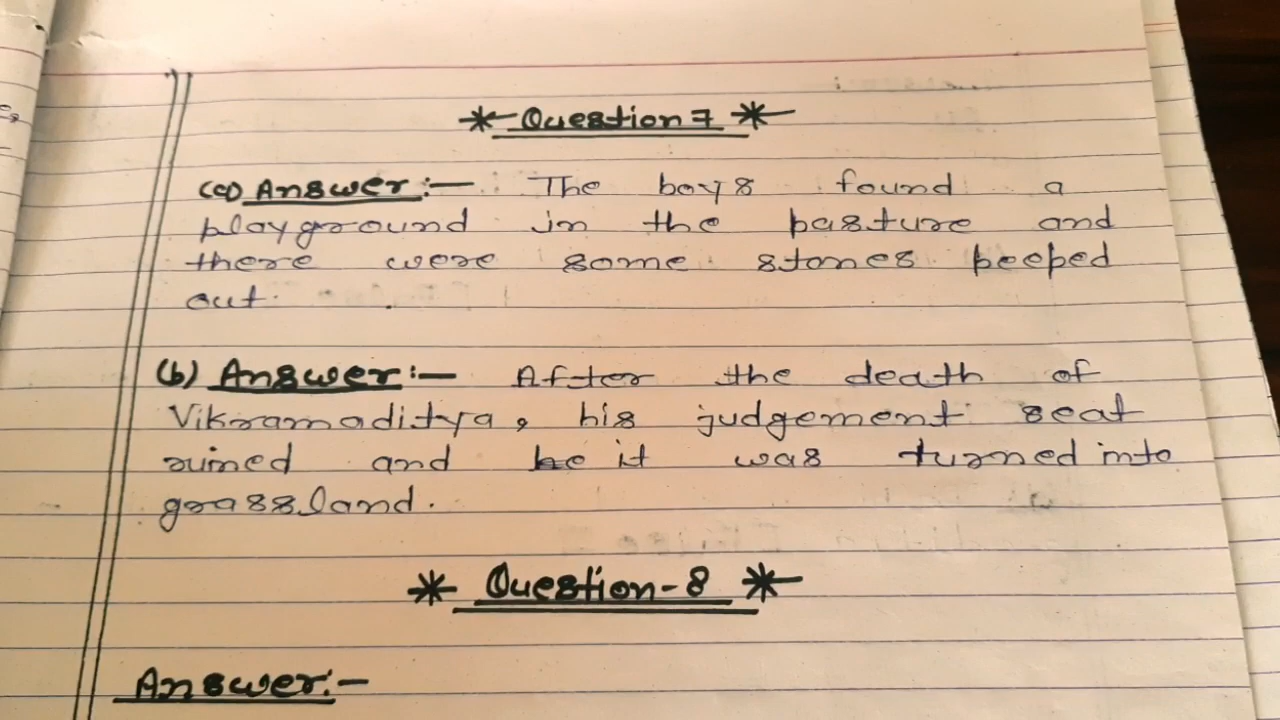 * Question 7 *
(a) Answer:- The boys found a
playground in the pasture and
there were some stones peeped
out.
(b) Answer:- After the death of
Vikramaditya, his judgement seat
ruined and it was turned into
grassland.
* Question-8 *
Answer:-